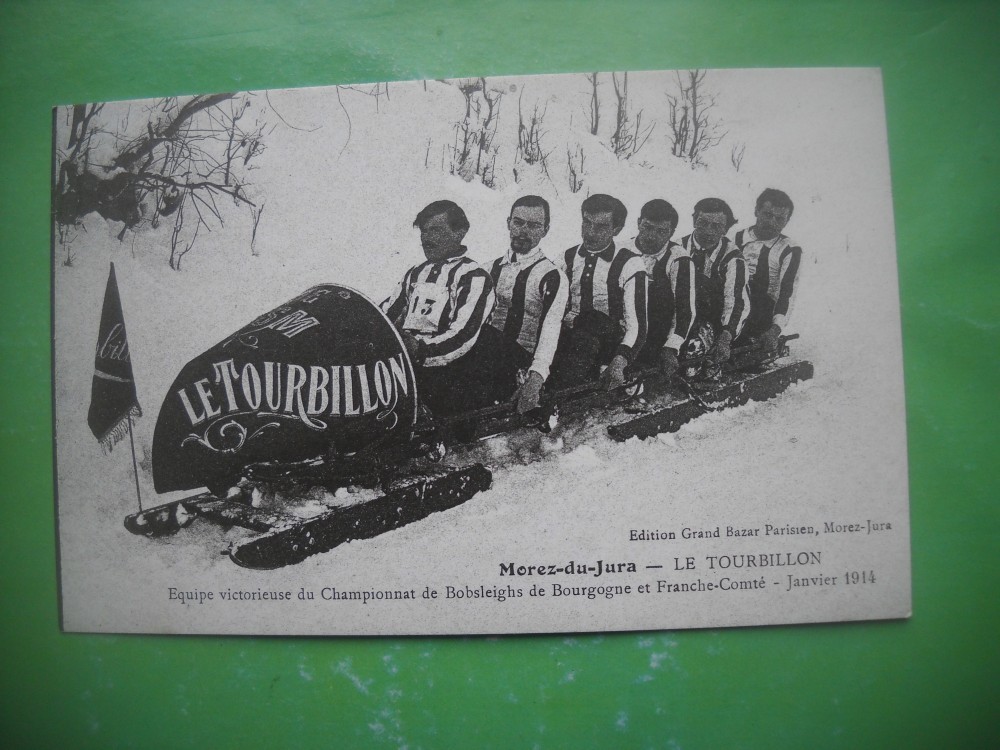 M
LE TOURBILLON
13
Edition Grand Bazar Parisien, Morez-Jura
Morez-du-Jura — LE TOURBILLON
Equipe victorieuse du Championnat de Bobsleighs de Bourgogne et Franche-Comté - Janvier 1914